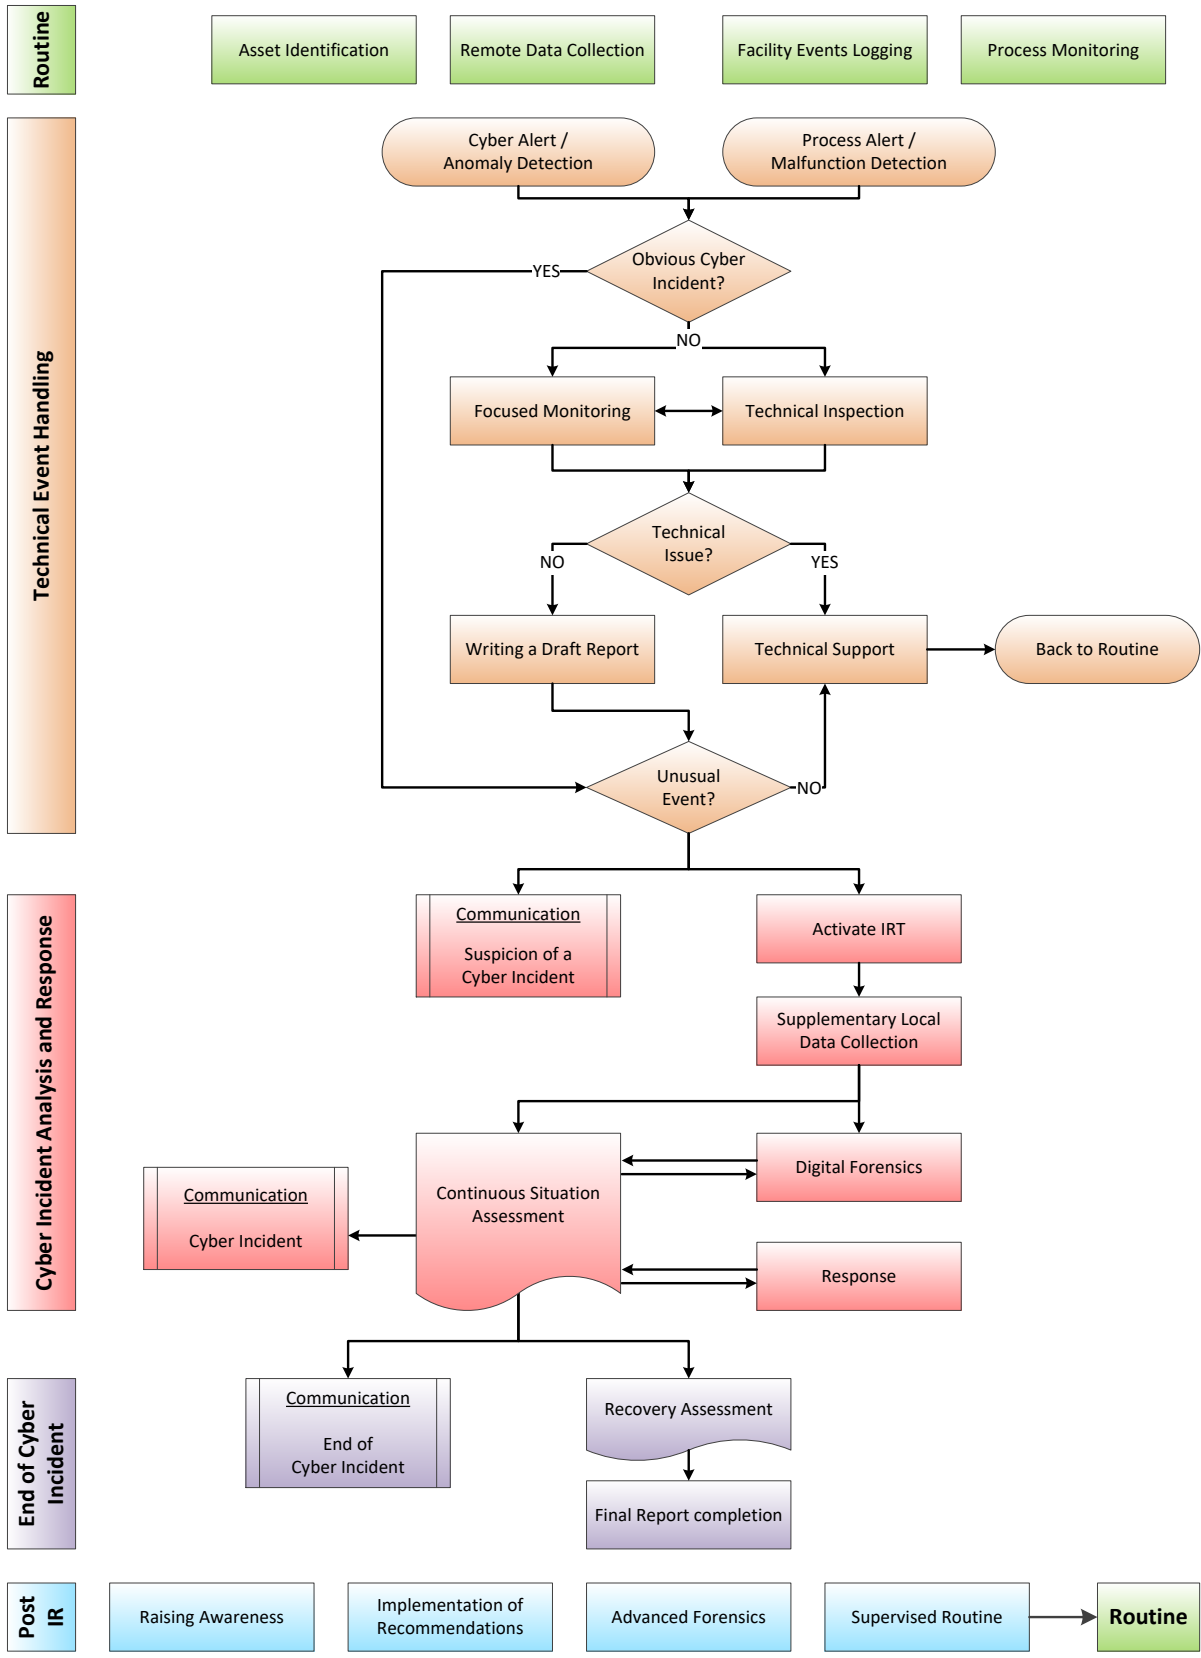 Routine
Asset Identification
Remote Data Collection
Facility Events Logging
Process Monitoring
Technical Event Handling
Cyber Alert /
Anomaly Detection
Process Alert /
Malfunction Detection
Obvious Cyber
Incident?
YES
NO
Focused Monitoring
Technical Inspection
Technical
Issue?
NO
YES
Writing a Draft Report
Technical Support
Back to Routine
Unusual
Event?
NO
Cyber Incident Analysis and Response
Communication
Suspicion of a
Cyber Incident
Activate IRT
Supplementary Local
Data Collection
Continuous Situation
Assessment
Digital Forensics
Communication
Cyber Incident
Response
End of Cyber
Incident
Communication
End of
Cyber Incident
Recovery Assessment
Final Report completion
Post
IR
Raising Awareness
Implementation of
Recommendations
Advanced Forensics
Supervised Routine
Routine